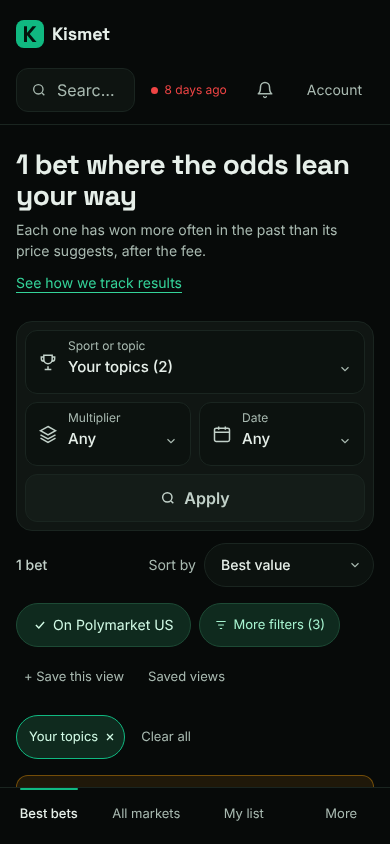 Kismet
Searc...
8 days ago
Account
1 bet where the odds lean
your way
Each one has won more often in the past than its
price suggests, after the fee.
See how we track results
Sport or topic
Your topics (2)
Multiplier
Any
Date
Any
Apply
1 bet
Sort by
Best value
On Polymarket US
More filters (3)
+ Save this view
Saved views
Your topics ×
Clear all
Best bets
All markets
My list
More